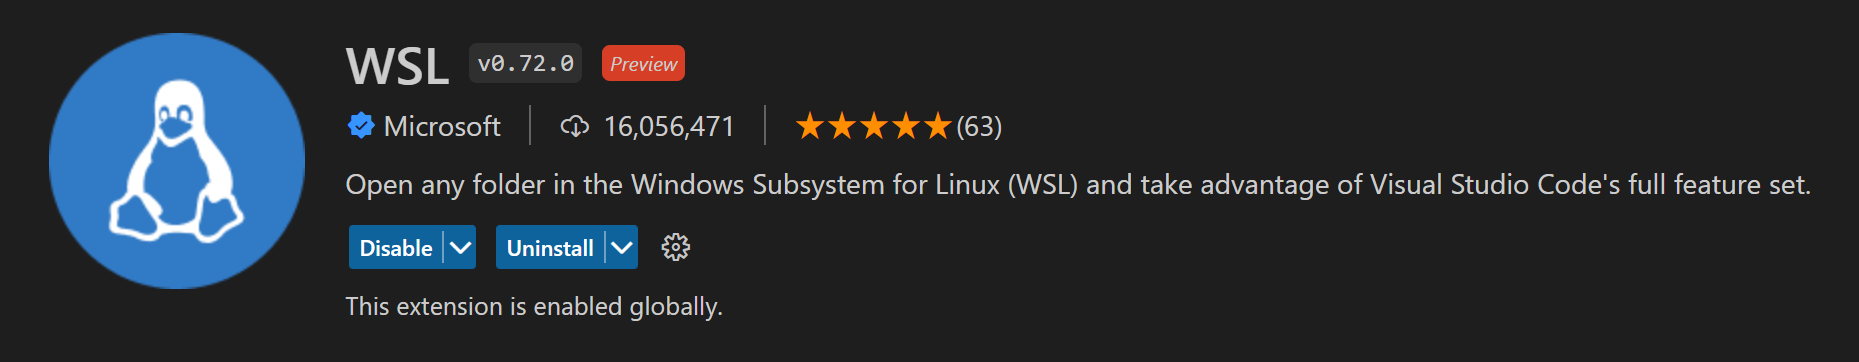 WSL v0.72.0 Preview
Microsoft 16,056,471 (63)
Open any folder in the Windows Subsystem for Linux (WSL) and take advantage of Visual Studio Code's full feature set.
Disable Uninstall
This extension is enabled globally.